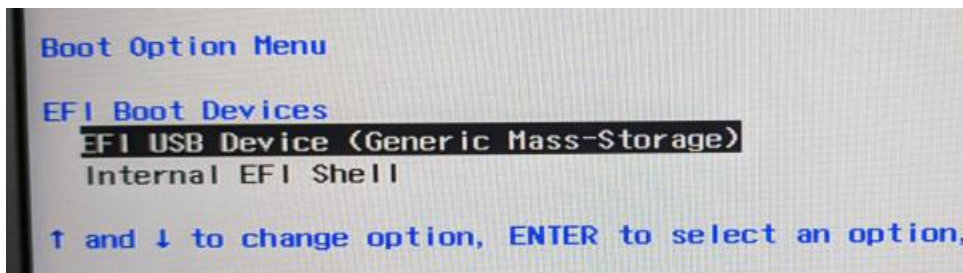 Boot Option Menu
EFI Boot Devices
EFI USB Device (Generic Mass-Storage)
Internal EFI Shell
↑ and ↓ to change option, ENTER to select an option,